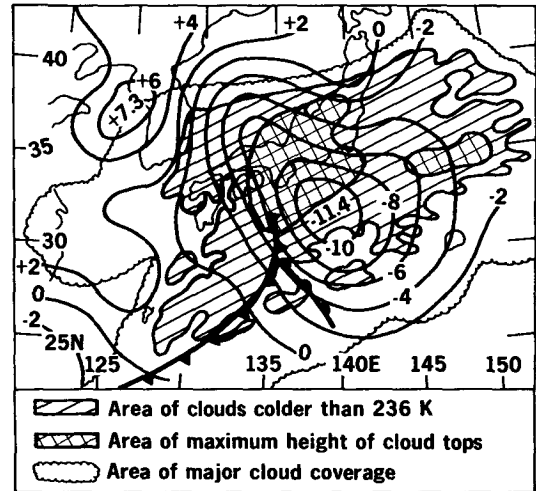 +4 +2 0 -2
40
+6
+7.3
35
-11.4 -8 -2
30 -10
+2 -6
0 -4
-2
25N 0
125 135 140E 145 150
Area of clouds colder than 236 K
Area of maximum height of cloud tops
Area of major cloud coverage